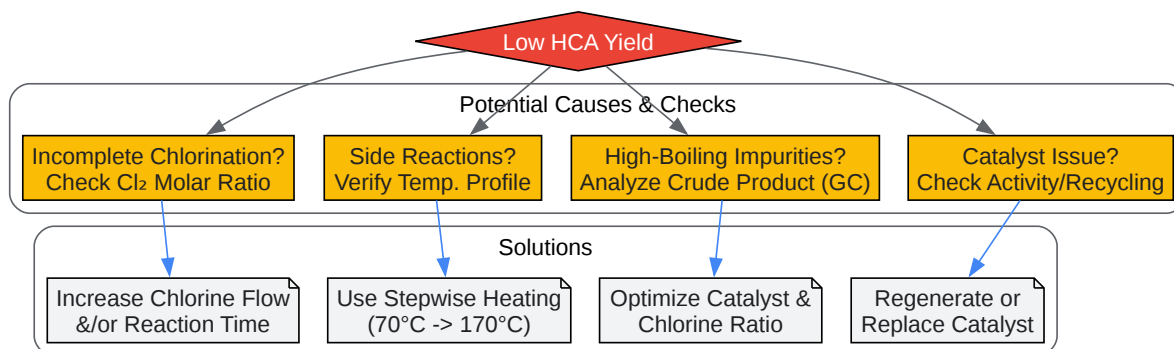 Low HCA Yield
Potential Causes & Checks
Incomplete Chlorination?
Check Cl₂ Molar Ratio
Side Reactions?
Verify Temp. Profile
High-Boiling Impurities?
Analyze Crude Product (GC)
Catalyst Issue?
Check Activity/Recycling
Solutions
Increase Chlorine Flow
&/or Reaction Time
Use Stepwise Heating
(70°C -> 170°C)
Optimize Catalyst &
Chlorine Ratio
Regenerate or
Replace Catalyst